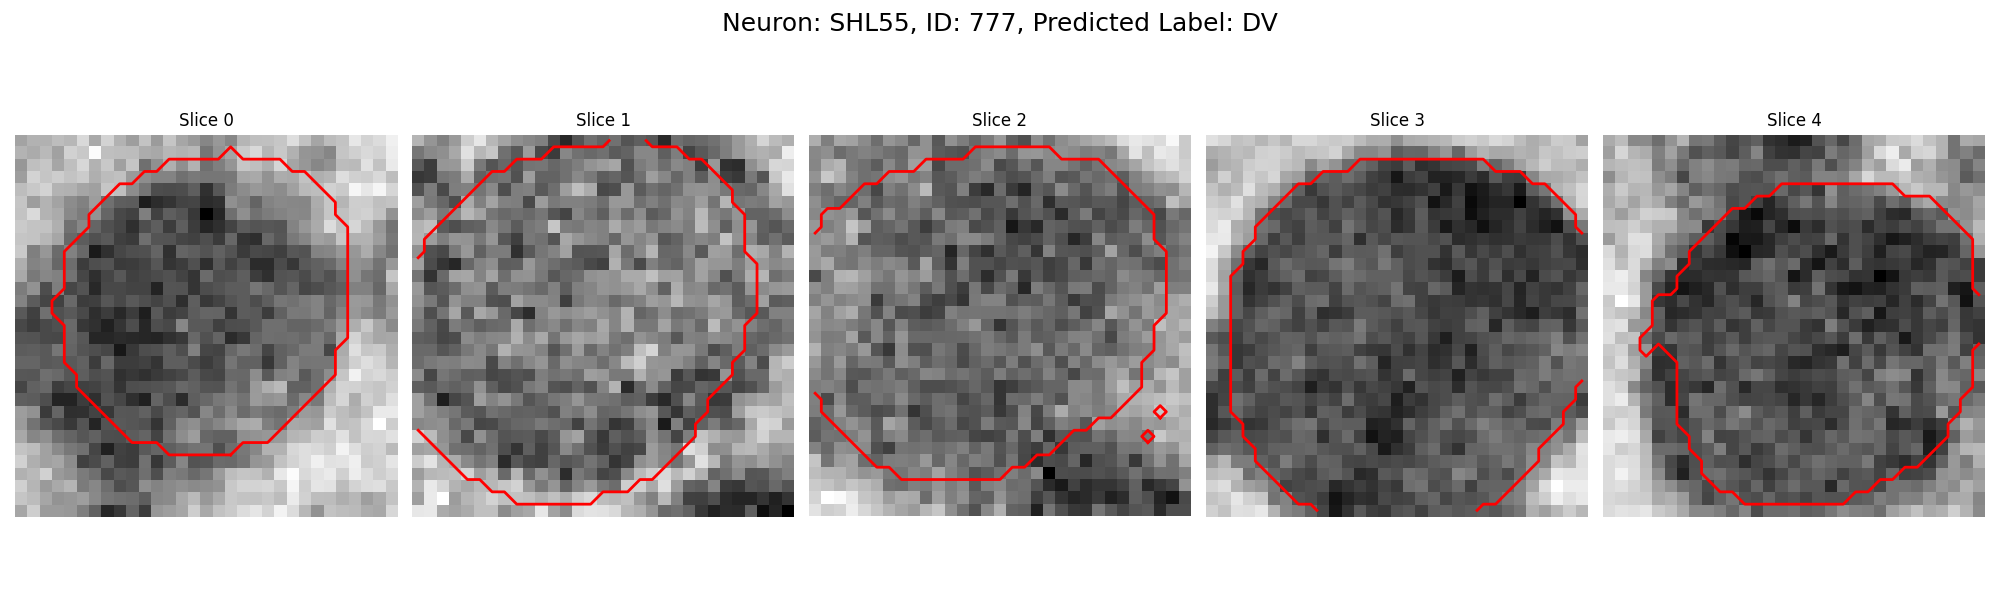 Neuron: SHL55, ID: 777, Predicted Label: DV
Slice 0
Slice 1
Slice 2
Slice 3
Slice 4